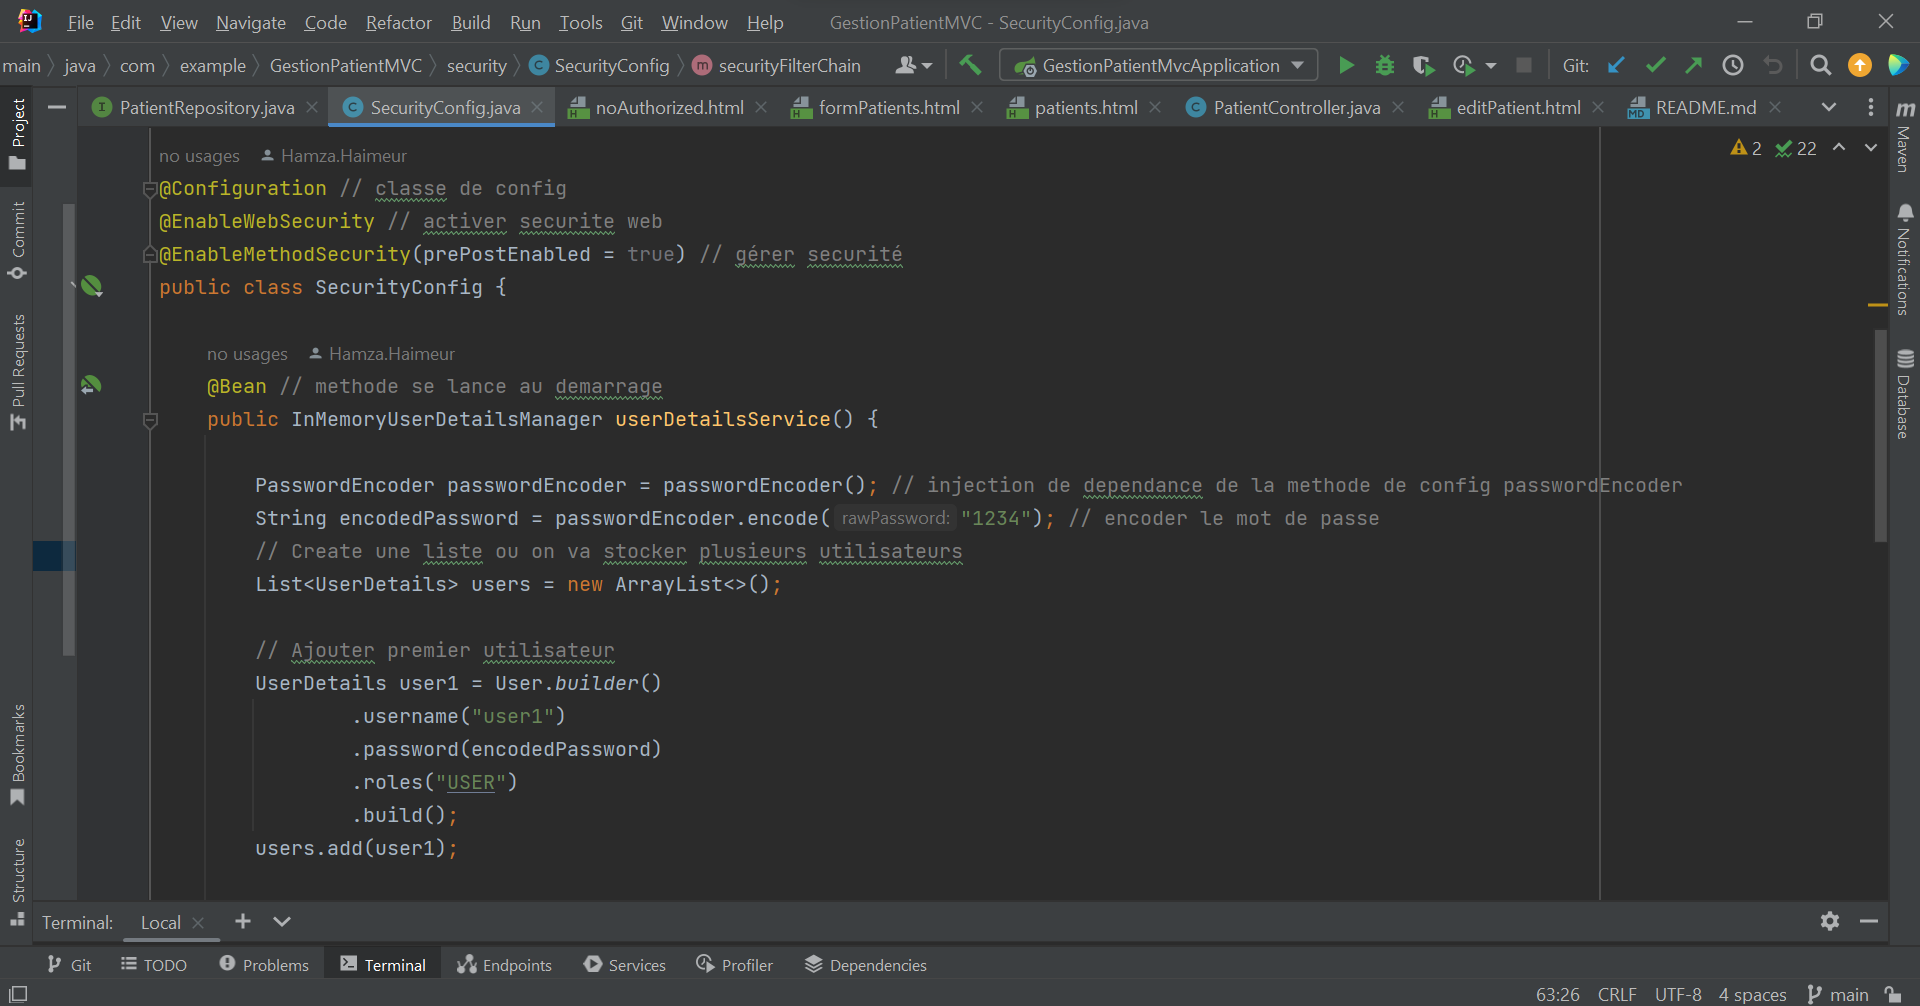 File Edit View Navigate Code Refactor Build Run Tools Git Window Help GestionPatientMVC - SecurityConfig.java
main java com example GestionPatientMVC security SecurityConfig securityFilterChain GestionPatientMvcApplication Git:
PatientRepository.java SecurityConfig.java noAuthorized.html formPatients.html patients.html PatientController.java editPatient.html README.md
Project
Commit
Pull Requests
Bookmarks
Structure
no usages Hamza.Haimeur
2 22
@Configuration // classe de config
@EnableWebSecurity // activer securite web
@EnableMethodSecurity(prePostEnabled = true) // gérer securité
public class SecurityConfig {
no usages Hamza.Haimeur
@Bean // methode se lance au demarrage
public InMemoryUserDetailsManager userDetailsService() {
PasswordEncoder passwordEncoder = passwordEncoder(); // injection de dependance de la methode de config passwordEncoder
String encodedPassword = passwordEncoder.encode( rawPassword: "1234"); // encoder le mot de passe
// Create une liste ou on va stocker plusieurs utilisateurs
List<UserDetails> users = new ArrayList<>();
// Ajouter premier utilisateur
UserDetails user1 = User.builder()
.username("user1")
.password(encodedPassword)
.roles("USER")
.build();
users.add(user1);
Maven
Notifications
Database
Terminal: Local
Git TODO Problems Terminal Endpoints Services Profiler Dependencies
63:26 CRLF UTF-8 4 spaces main